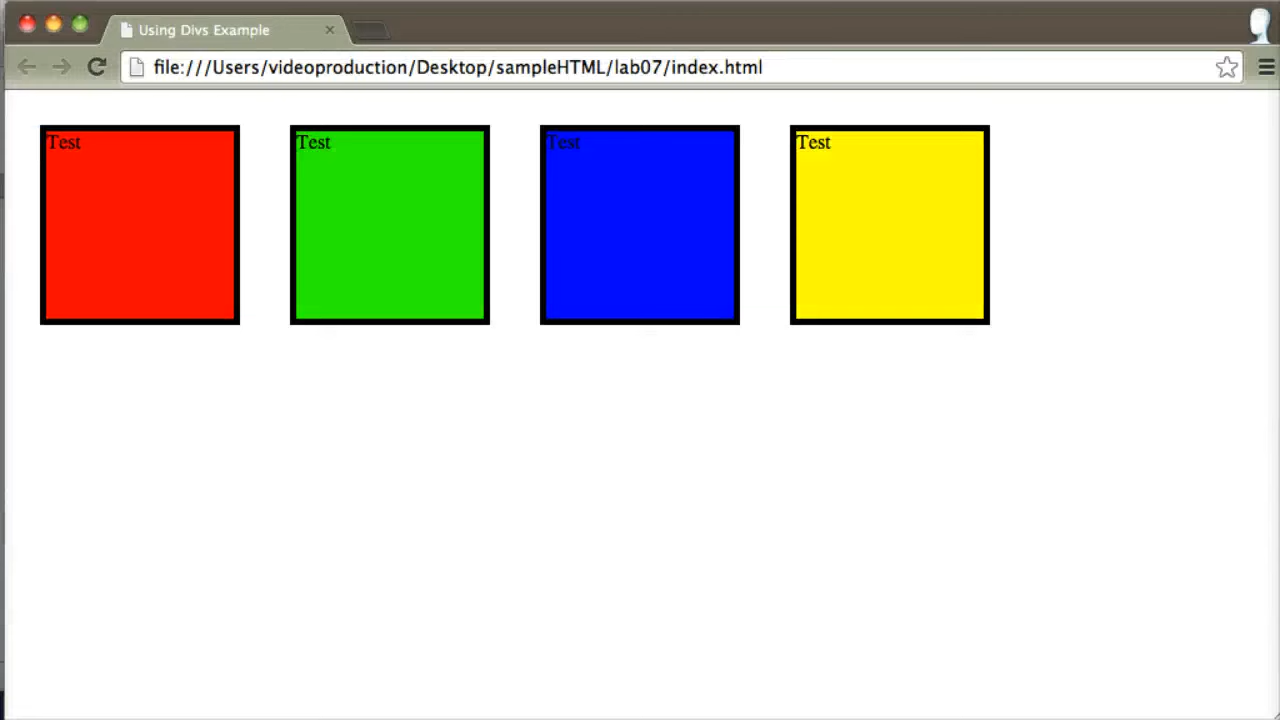 Using Divs Example
file:///Users/videoproduction/Desktop/sampleHTML/lab07/index.html
Test Test Test Test